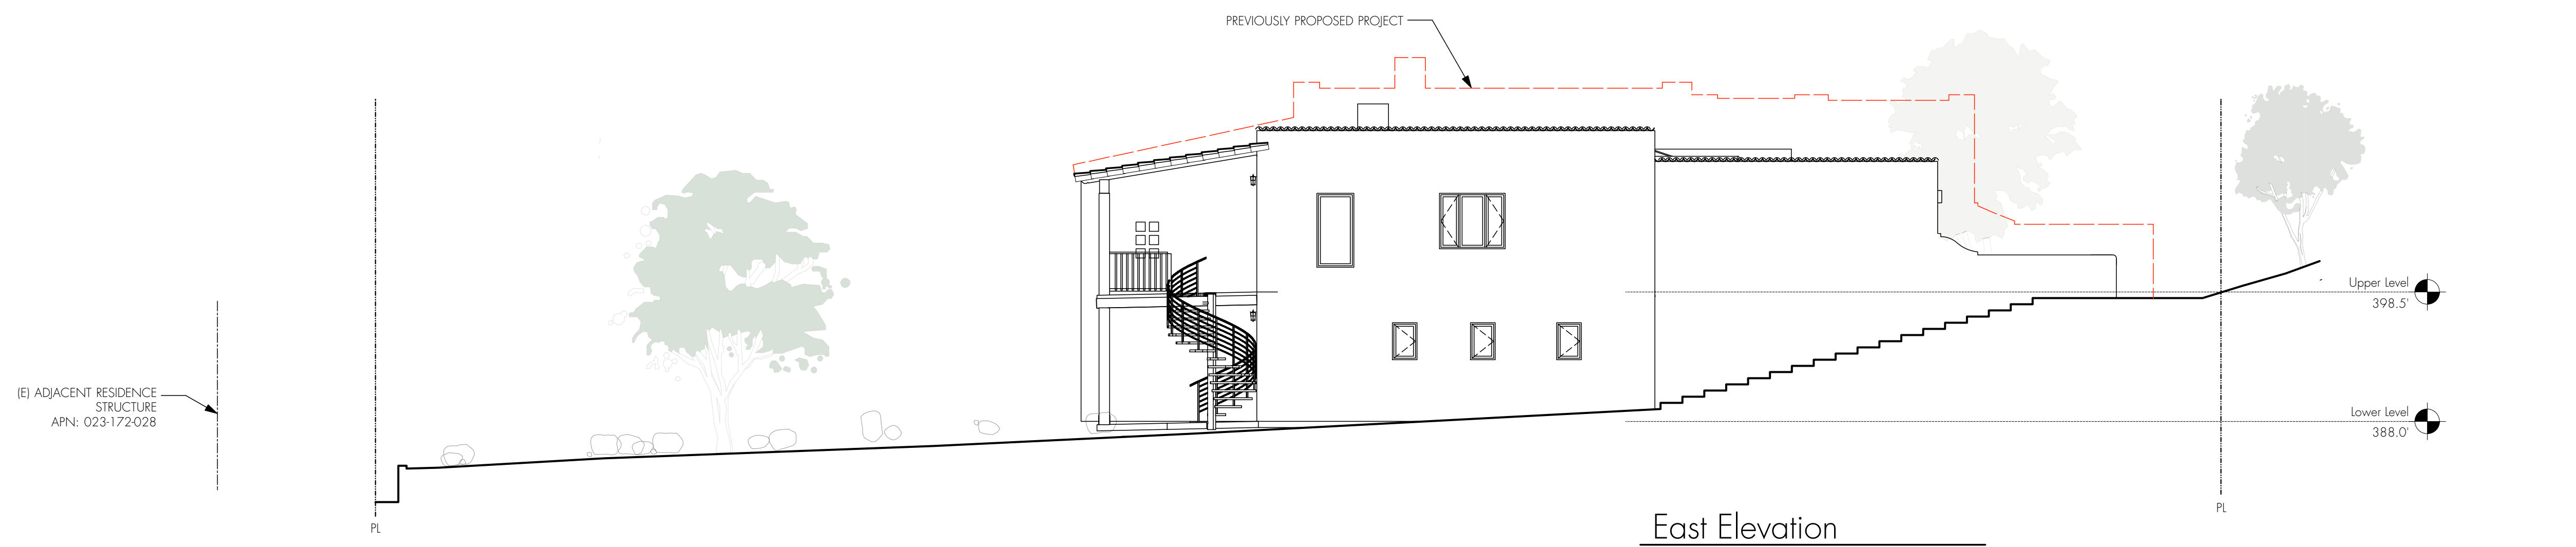 PREVIOUSLY PROPOSED PROJECT
Upper Level
398.5'
(E) ADJACENT RESIDENCE
STRUCTURE
APN: 023-172-028
Lower Level
388.0'
PL
PL
East Elevation